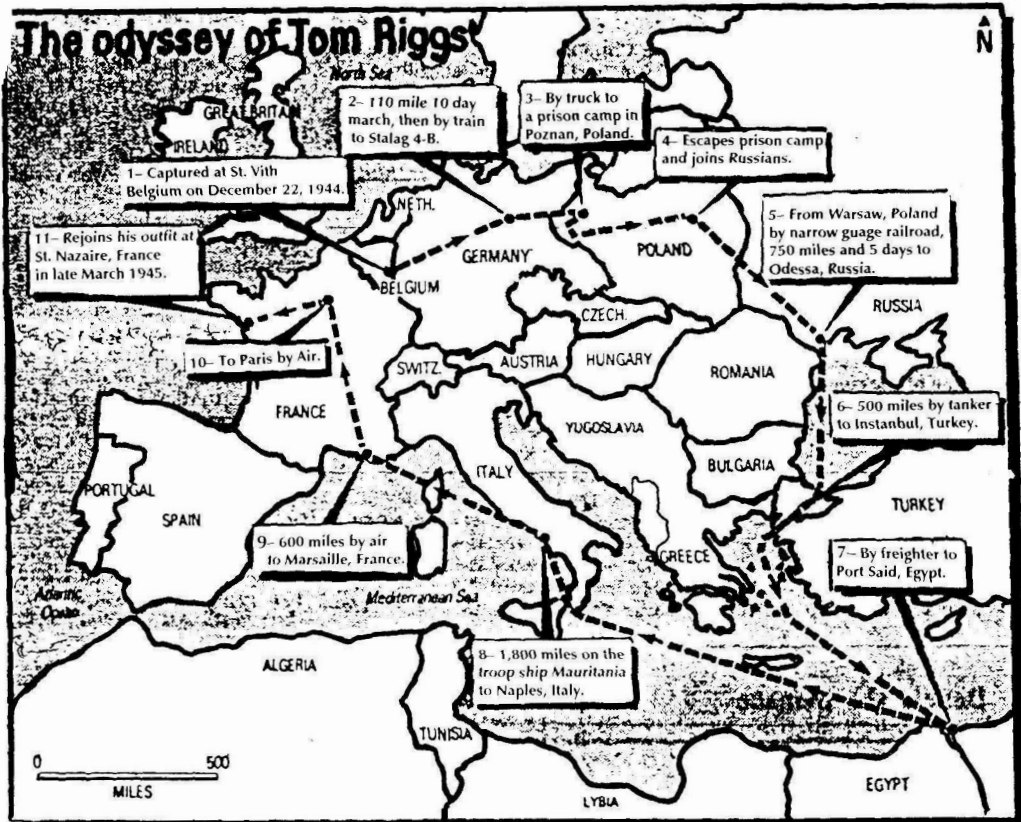 The odyssey of Tom Riggs
N
North Sea
2– 110 mile 10 day
march, then by train
to Stalag 4-B.
3– By truck to
a prison camp in
Poznan, Poland.
GREAT BRITAIN
IRELAND
4– Escapes prison camp
and joins Russians.
1– Captured at St. Vith
Belgium on December 22, 1944.
NETH.
5– From Warsaw, Poland
by narrow guage railroad,
750 miles and 5 days to
Odessa, Russia.
11– Rejoins his outfit at
St. Nazaire, France
in late March 1945.
GERMANY
POLAND
BELGIUM
RUSSIA
CZECH.
10– To Paris by Air.
SWITZ.
AUSTRIA
HUNGARY
ROMANIA
FRANCE
6– 500 miles by tanker
to Instanbul, Turkey.
YUGOSLAVIA
BULGARIA
ITALY
PORTUGAL
SPAIN
TURKEY
9– 600 miles by air
to Marsaille, France.
GREECE
7– By freighter to
Port Said, Egypt.
Atlantic
Ocean
Mediterranean Sea
8– 1,800 miles on the
troop ship Mauritania
to Naples, Italy.
ALGERIA
TUNISIA
0 500
MILES
LYBIA
EGYPT